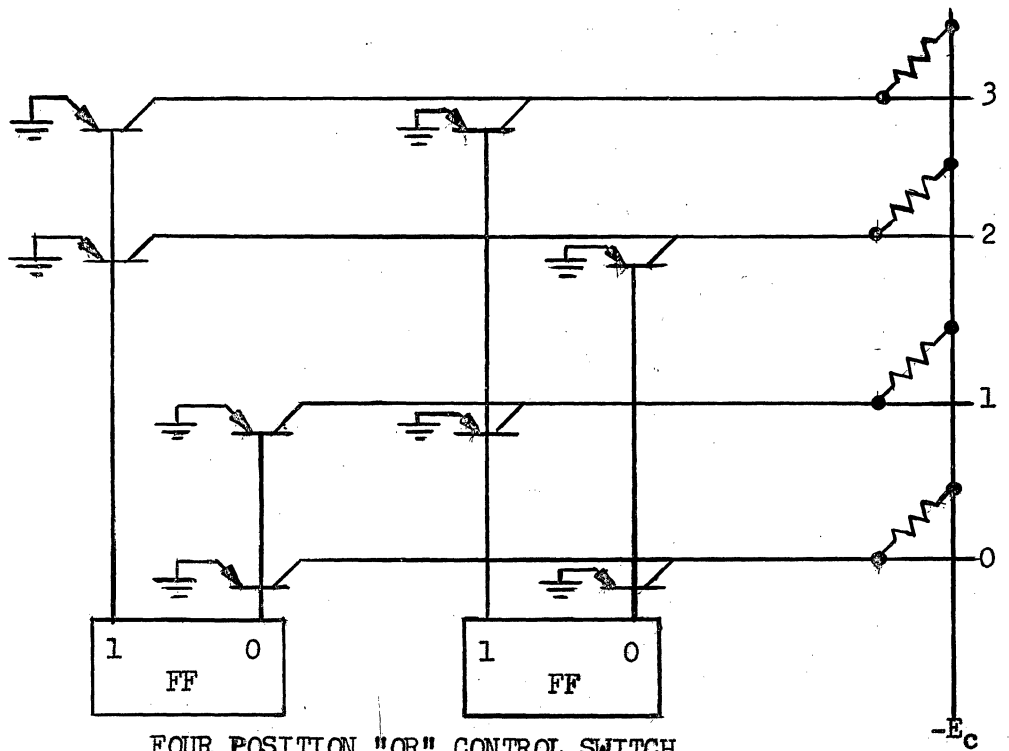 3
2
1
0
1 0 1 0
FF FF
FOUR POSITION "OR" CONTROL SWITCH
-Ec